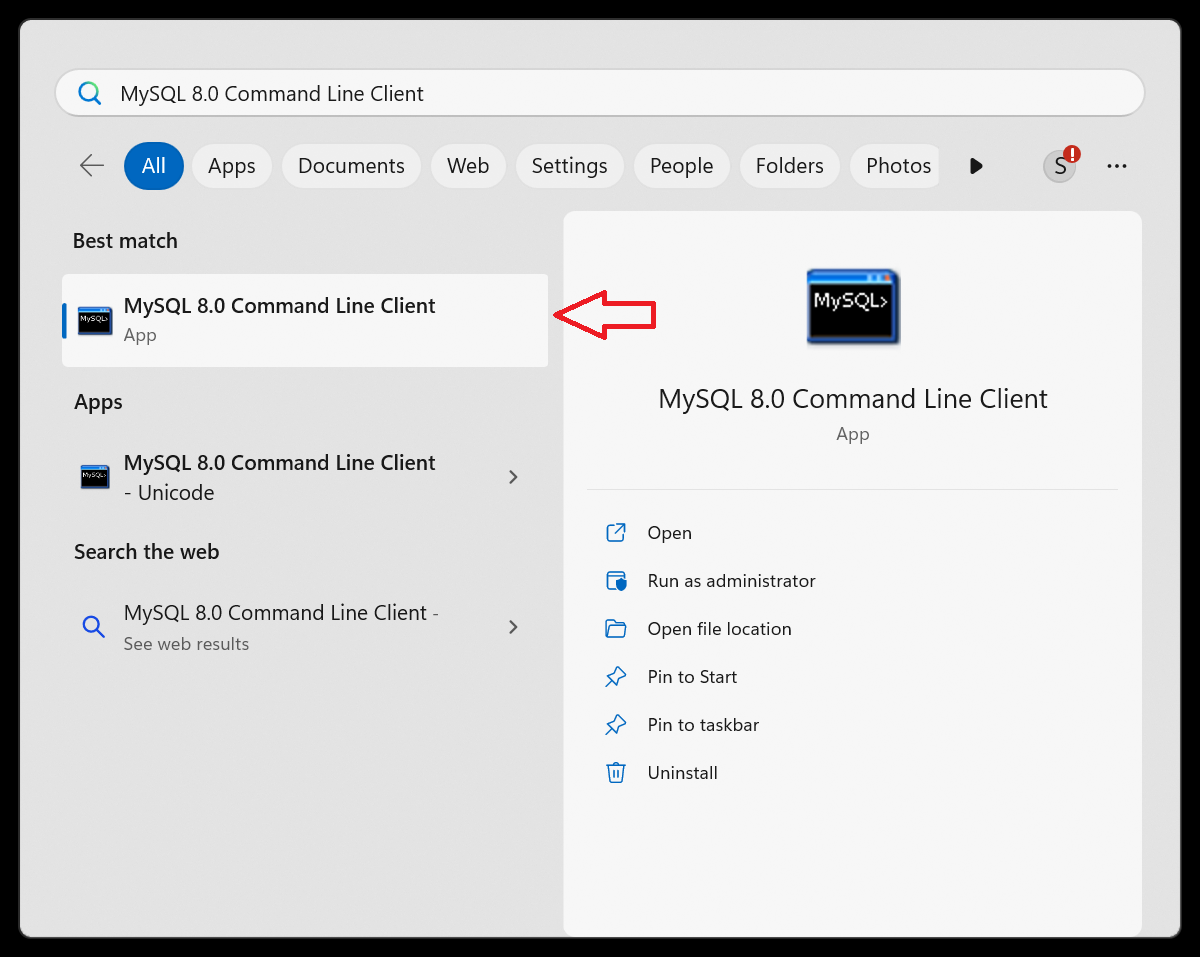 MySQL 8.0 Command Line Client
All Apps Documents Web Settings People Folders Photos S !
Best match
MySQL>
MySQL 8.0 Command Line Client
App
Apps
MySQL>
MySQL 8.0 Command Line Client
- Unicode
Search the web
MySQL 8.0 Command Line Client -
See web results
MySQL>
MySQL 8.0 Command Line Client
App
Open
Run as administrator
Open file location
Pin to Start
Pin to taskbar
Uninstall